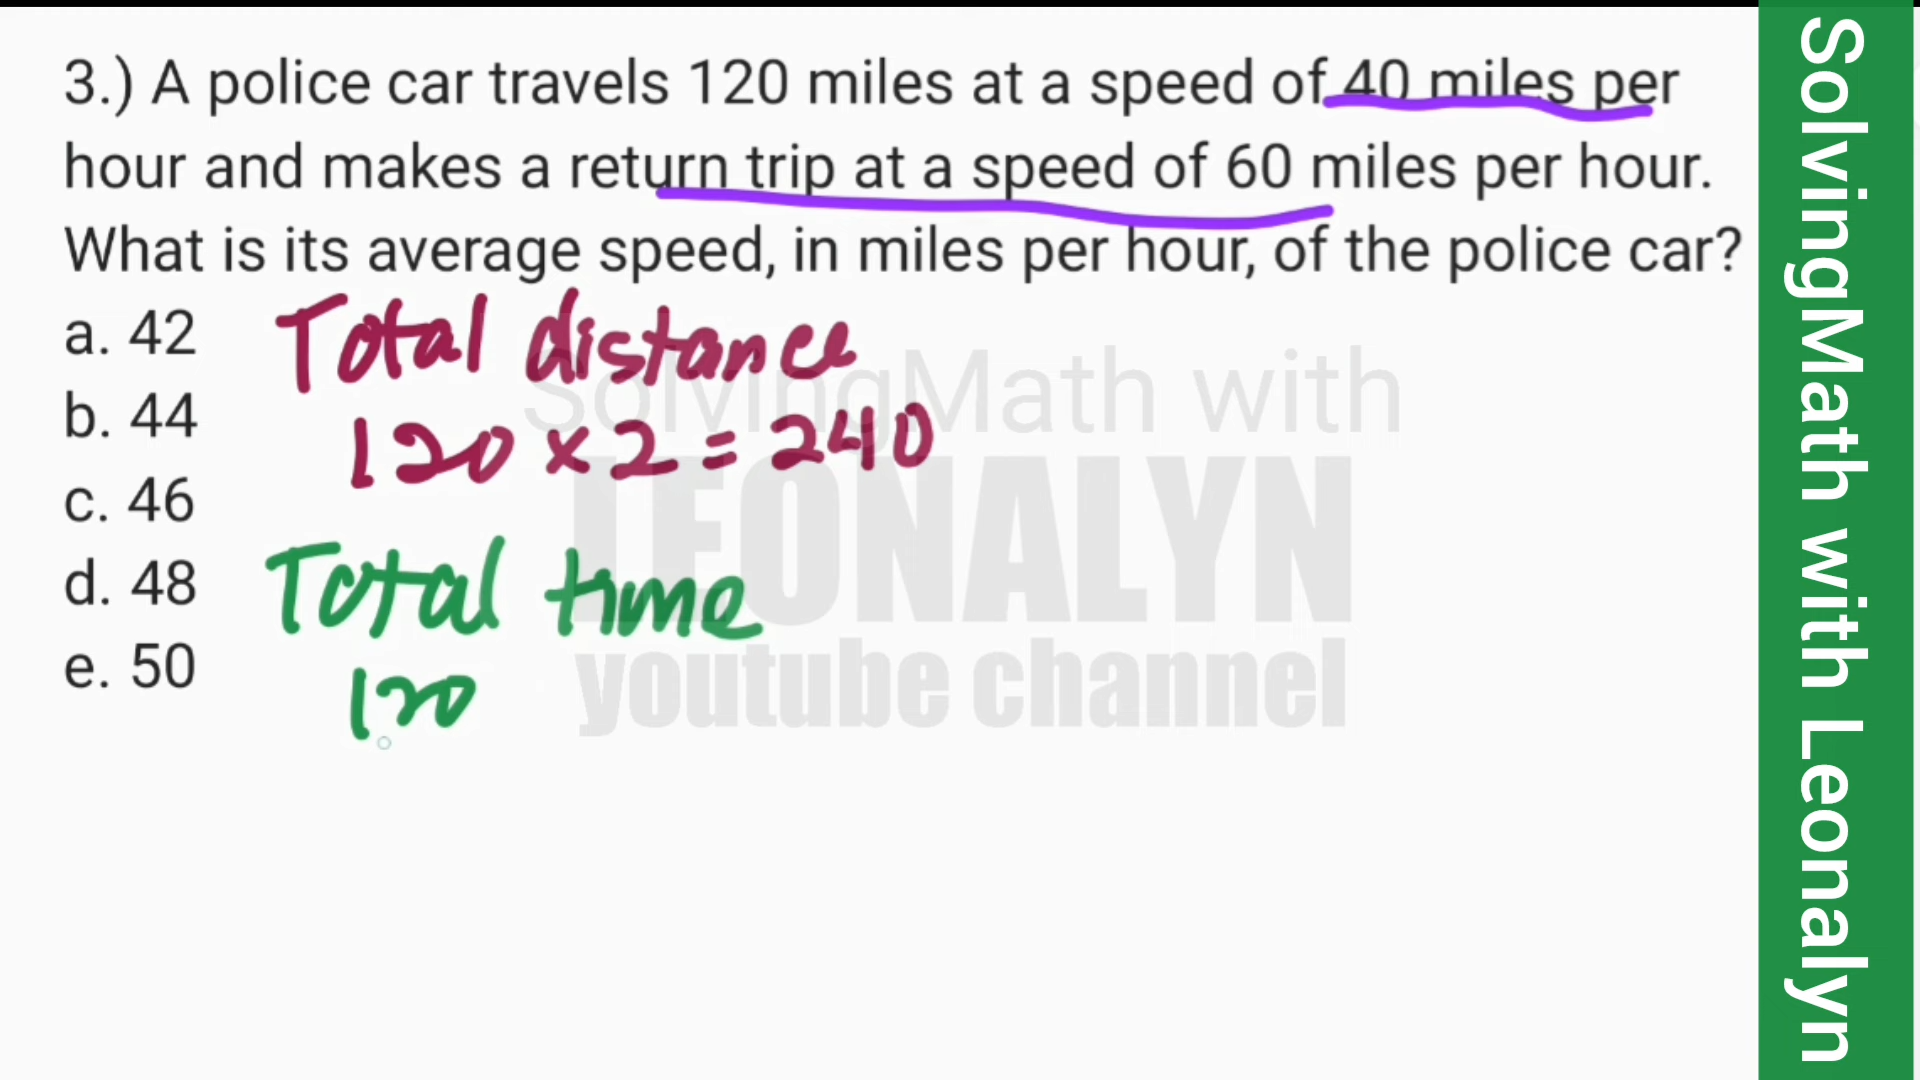 3.) A police car travels 120 miles at a speed of 40 miles per
hour and makes a return trip at a speed of 60 miles per hour.
What is its average speed, in miles per hour, of the police car?
a. 42
b. 44
c. 46
d. 48
e. 50
Total distance
120 x 2 = 240
Total time
120
SolvingMath with
LEONALYN
youtube channel
SolvingMath with Leonalyn